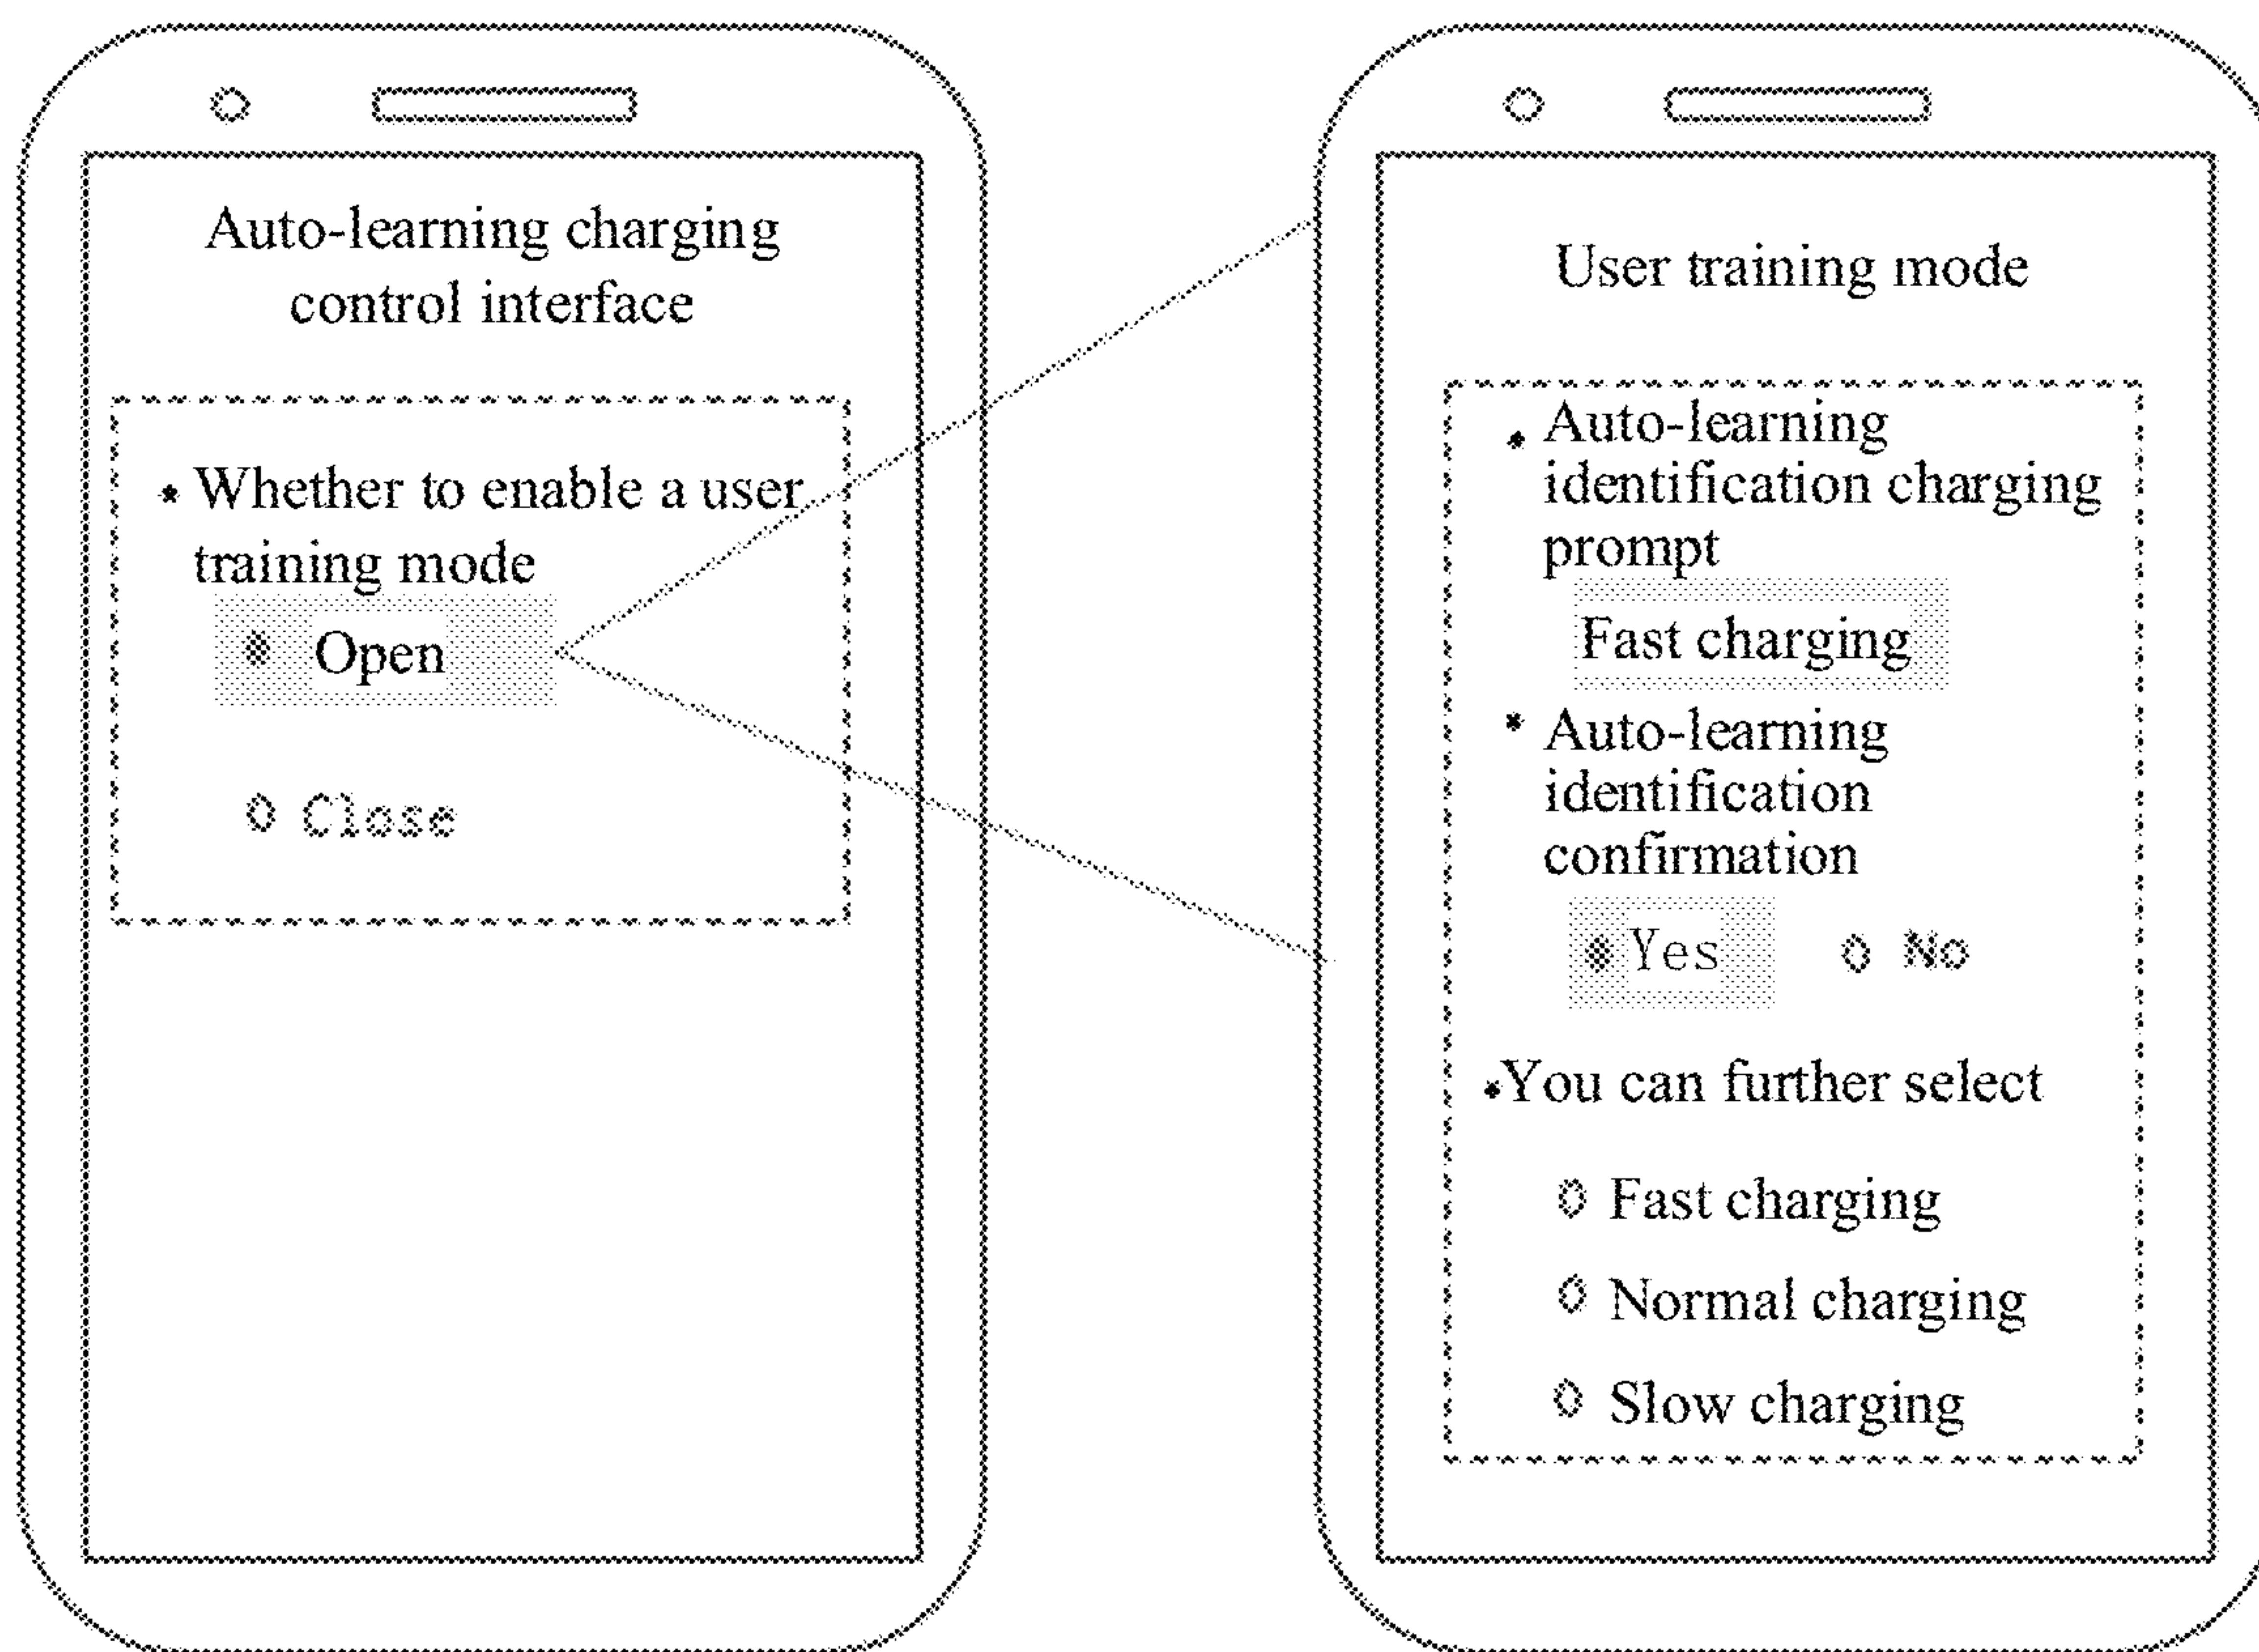 Auto-learning charging
control interface
Whether to enable a user
training mode
Open
Close
User training mode
Auto-learning
identification charging
prompt
Fast charging
Auto-learning
identification
confirmation
Yes No
You can further select
Fast charging
Normal charging
Slow charging